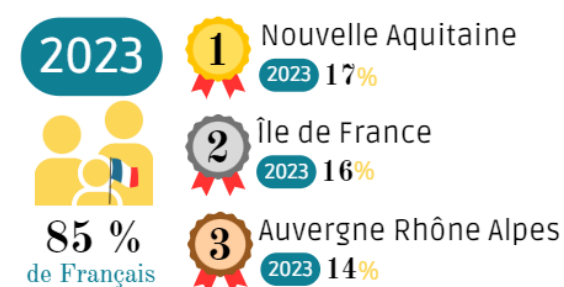 2023
85 %
de Français
1
Nouvelle Aquitaine
2023 17%
2
Île de France
2023 16%
3
Auvergne Rhône Alpes
2023 14%